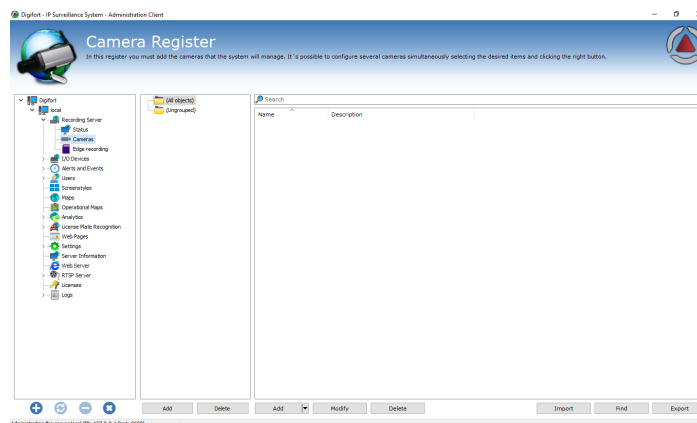 Digifort - IP Surveillance System - Administration Client
Camera Register
In this register you must add the cameras that the system will manage. It´s possible to configure several cameras simultaneously selecting the desired items and clicking the right button.
Digifort
local
Recording Server
Status
Cameras
Edge recording
I/O Devices
Alerts and Events
Users
Screenstyles
Maps
Operational Maps
Analytics
License Plate Recognition
Web Pages
Settings
Server Information
Web Server
RTSP Server
Licenses
Logs
(All objects)
(Ungrouped)
Search
Name Description
Add Delete Add Modify Delete Import Find Export